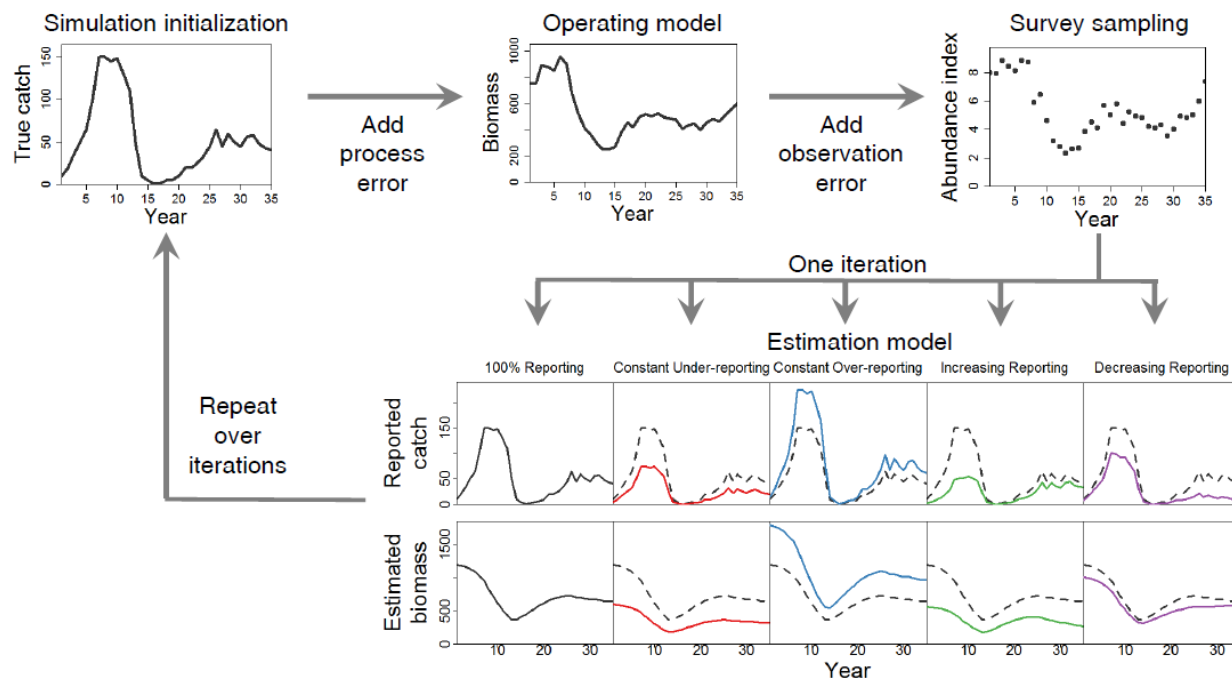 Simulation initialization
Operating model
Survey sampling
True catch
0 50 100 150
5 10 15 20 25 30 35
Year
Add
process
error
Biomass
0 200 600 1000
5 10 15 20 25 30 35
Year
Add
observation
error
Abundance index
0 2 4 6 8
5 10 15 20 25 30 35
Year
One iteration
Estimation model
100% Reporting
Constant Under-reporting
Constant Over-reporting
Increasing Reporting
Decreasing Reporting
Repeat
over
iterations
Reported
catch
0 50 150
Estimated
biomass
0 500 1500
10 20 30
10 20 30
10 20 30
10 20 30
10 20 30
Year